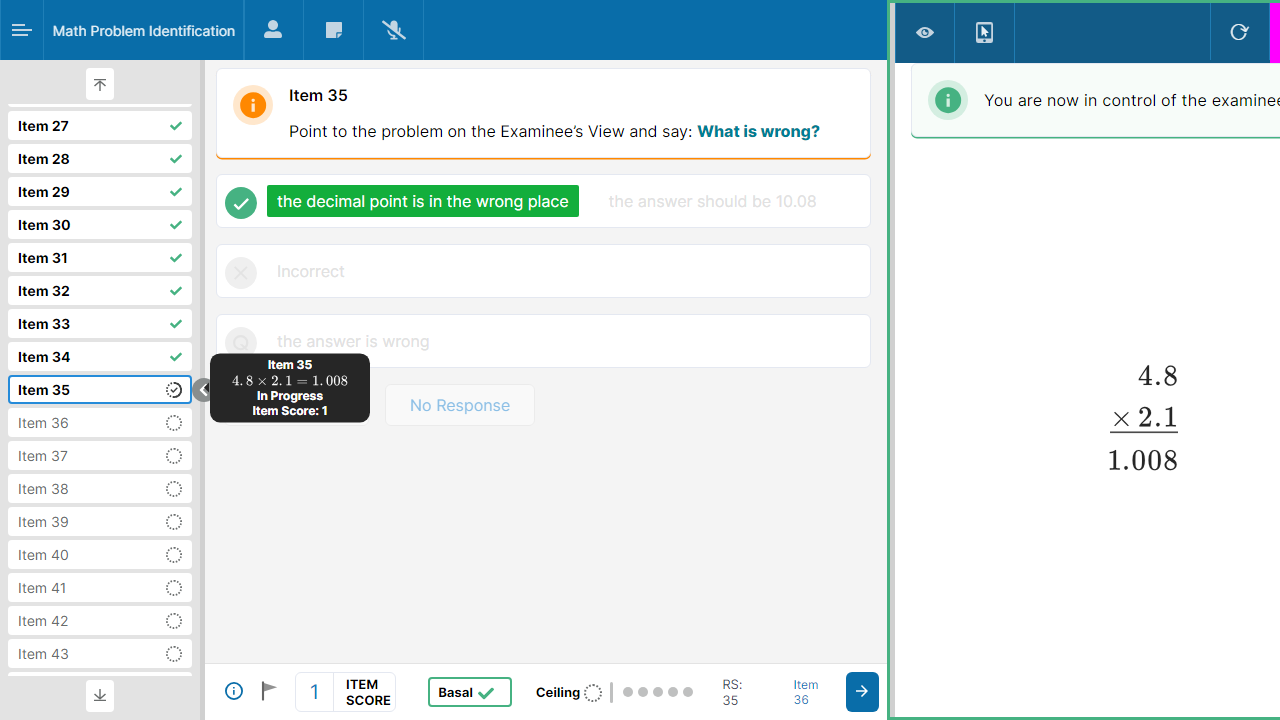 Math Problem Identification
Item 27
Item 28
Item 29
Item 30
Item 31
Item 32
Item 33
Item 34
Item 35
Item 36
Item 37
Item 38
Item 39
Item 40
Item 41
Item 42
Item 43
Item 35
Point to the problem on the Examinee's View and say: What is wrong?
the decimal point is in the wrong place
the answer should be 10.08
Incorrect
Q the answer is wrong
Item 35
4.8 × 2.1 = 1.008
In Progress
Item Score: 1
No Response
1 ITEM SCORE
Basal
Ceiling
RS: 35
Item 36
You are now in control of the examinee
4.8
× 2.1
1.008